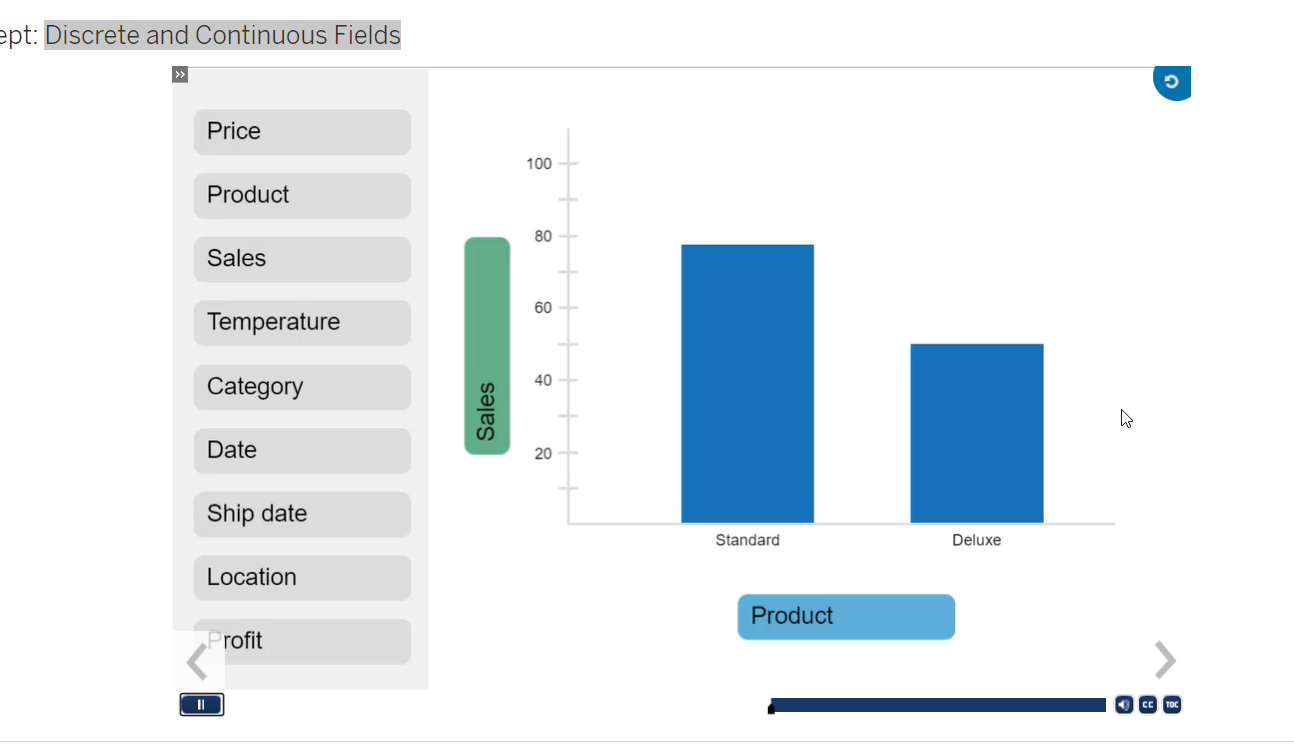 ept: Discrete and Continuous Fields
Price
Product
Sales
Temperature
Category
Date
Ship date
Location
Profit
Sales
100
80
60
40
20
Standard
Deluxe
Product
CC
TOC